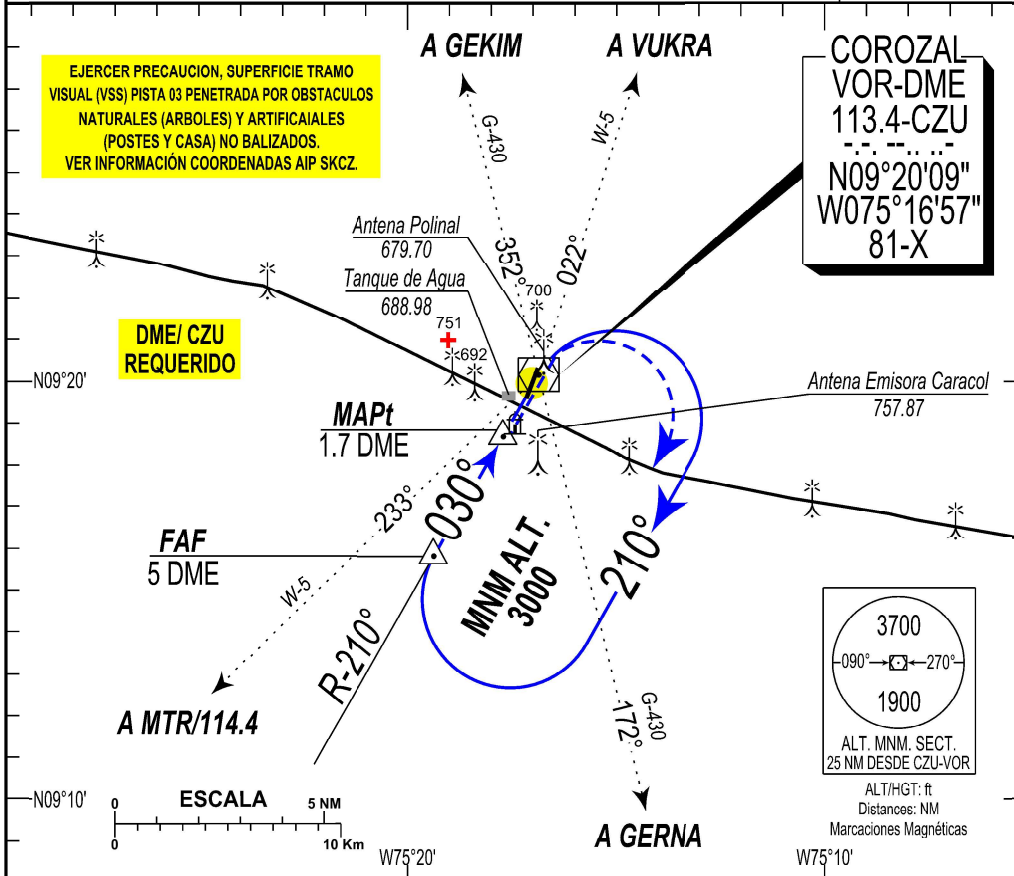 A GEKIM
A VUKRA
EJERCER PRECAUCION, SUPERFICIE TRAMO
VISUAL (VSS) PISTA 03 PENETRADA POR OBSTACULOS
NATURALES (ARBOLES) Y ARTIFICAIALES
(POSTES Y CASA) NO BALIZADOS.
VER INFORMACIÓN COORDENADAS AIP SKCZ.
COROZAL
VOR-DME
113.4-CZU
-.-. --.. ..-
N09°20'09"
W075°16'57"
81-X
G-430
W-5
352°
022°
Antena Polinal
679.70
Tanque de Agua
688.98
700
751
692
DME/ CZU
REQUERIDO
N09°20'
Antena Emisora Caracol
757.87
MAPt
1.7 DME
233°
030°
FAF
5 DME
MNM ALT.
3000
210°
W-5
R-210°
A MTR/114.4
G-430
172°
A GERNA
3700
090°
270°
1900
ALT. MNM. SECT.
25 NM DESDE CZU-VOR
ALT/HGT: ft
Distances: NM
Marcaciones Magnéticas
N09°10'
0 ESCALA 5 NM
0 10 Km
W75°20'
W75°10'